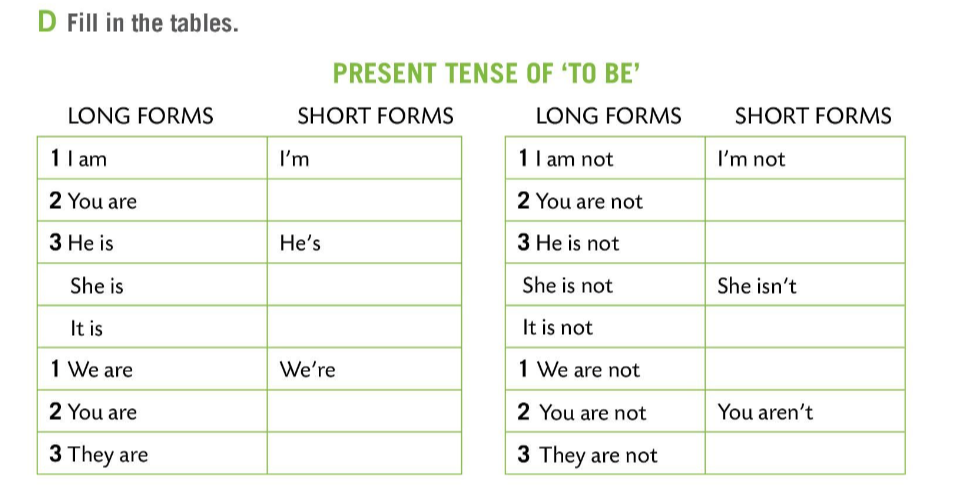 D Fill in the tables.
PRESENT TENSE OF ‘TO BE’
LONG FORMS SHORT FORMS LONG FORMS SHORT FORMS
1 I am I’m 1 I am not I’m not
2 You are 2 You are not
3 He is He’s 3 He is not
She is She is not She isn’t
It is It is not
1 We are We’re 1 We are not
2 You are 2 You are not You aren’t
3 They are 3 They are not